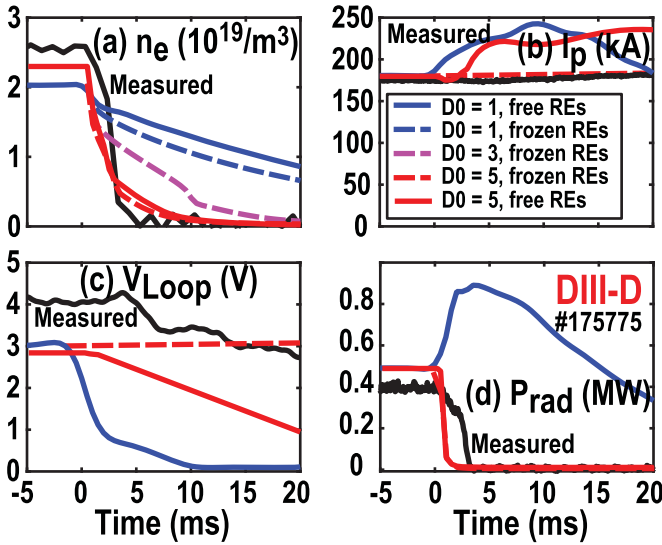 3
2
1
0
(a) nₑ (10¹⁹/m³)
Measured
250
200
150
100
50
0
Measured
(b) Iₚ (kA)
D0 = 1, free REs
D0 = 1, frozen REs
D0 = 3, frozen REs
D0 = 5, frozen REs
D0 = 5, free REs
5
4
3
2
1
0
(c) V_Loop (V)
Measured
-5 0 5 10 15 20
Time (ms)
0.8
0.6
0.4
0.2
0
DIII-D
#175775
(d) P_rad (MW)
Measured
-5 0 5 10 15 20
Time (ms)